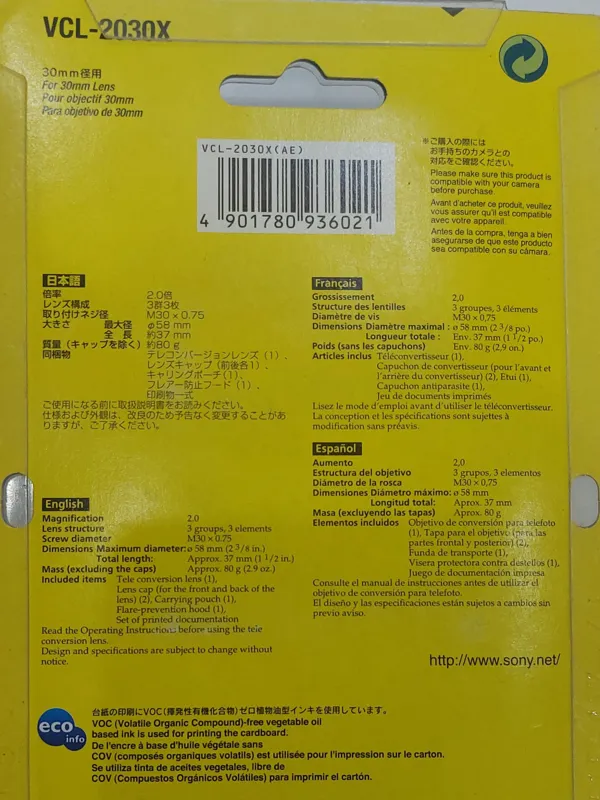 VCL-2030X
30mm径用
For 30mm Lens
Pour objectif 30mm
Para objetivo de 30mm
VCL-2030X(AE)
4 901780 936021
※ご購入の際には
お手持ちのカメラとの
対応をご確認ください。
Please make sure this product is
compatible with your camera
before purchase.
Avant d'acheter ce produit, veuillez
vous assurer qu'il est compatible
avec votre appareil.
Antes de la compra, tenga a bien
asegurarse de que este producto
sea compatible con su cámara.
日本語
倍率 2.0倍
レンズ構成 3群3枚
取り付けネジ径 M30×0.75
大きさ 最大径 ø58mm
全長 約37mm
質量（キャップを除く）約80g
同梱物 テレコンバージョンレンズ（1）、
レンズキャップ（前後各1）、
キャリングポーチ（1）、
フレアー防止フード（1）、
印刷物一式
ご使用になる前に取扱説明書をお読みください。
仕様および外観は、改良のため予告なく変更することがあ
りますが、ご了承ください。
English
Magnification 2.0
Lens structure 3 groups, 3 elements
Screw diameter M30×0.75
Dimensions Maximum diameter: ø 58 mm (2 3/8 in.)
Total length: Approx. 37 mm (1 1/2 in.)
Mass (excluding the caps) Approx. 80 g (2.9 oz.)
Included items Tele conversion lens (1),
Lens cap (for the front and back of the
lens) (2), Carrying pouch (1),
Flare-prevention hood (1),
Set of printed documentation
Read the Operating Instructions before using the tele
conversion lens.
Design and specifications are subject to change without
notice.
Français
Grossissement 2,0
Structure des lentilles 3 groupes, 3 éléments
Diamètre de vis M30×0,75
Dimensions Diamètre maximal : ø 58 mm (2 3/8 po.)
Longueur totale : Env. 37 mm (1 1/2 po.)
Poids (sans les capuchons) Env. 80 g (2,9 on.)
Articles inclus Téléconvertisseur (1),
Capuchon de convertisseur (pour l'avant et
l'arrière du convertisseur) (2), Etui (1),
Capuchon antiparasite (1),
Jeu de documents imprimés
Lisez le mode d'emploi avant d'utiliser le téléconvertisseur.
La conception et les spécifications sont sujettes à
modification sans préavis.
Español
Aumento 2,0
Estructura del objetivo 3 grupos, 3 elementos
Diámetro de la rosca M30×0,75
Dimensiones Diámetro máximo: ø 58 mm
Longitud total: Aprox. 37 mm
Masa (excluyendo las tapas) Aprox. 80 g
Elementos incluidos Objetivo de conversión para telefoto
(1), Tapa para el objetivo (para las
partes frontal y posterior) (2),
Funda de transporte (1),
Visera protectora contra destellos (1),
Juego de documentación impresa
Consulte el manual de instrucciones antes de utilizar el
objetivo de conversión para telefoto.
El diseño y las especificaciones están sujetos a cambios sin
previo aviso.
http://www.sony.net/
eco
info
台紙の印刷にVOC（揮発性有機化合物）ゼロ植物油型インキを使用しています。
VOC (Volatile Organic Compound)-free vegetable oil
based ink is used for printing the cardboard.
De l'encre à base d'huile végétale sans
COV (composés organiques volatils) est utilisée pour l'impression sur le carton.
Se utiliza tinta de aceites vegetales, libre de
COV (Compuestos Orgánicos Volátiles) para imprimir el cartón.